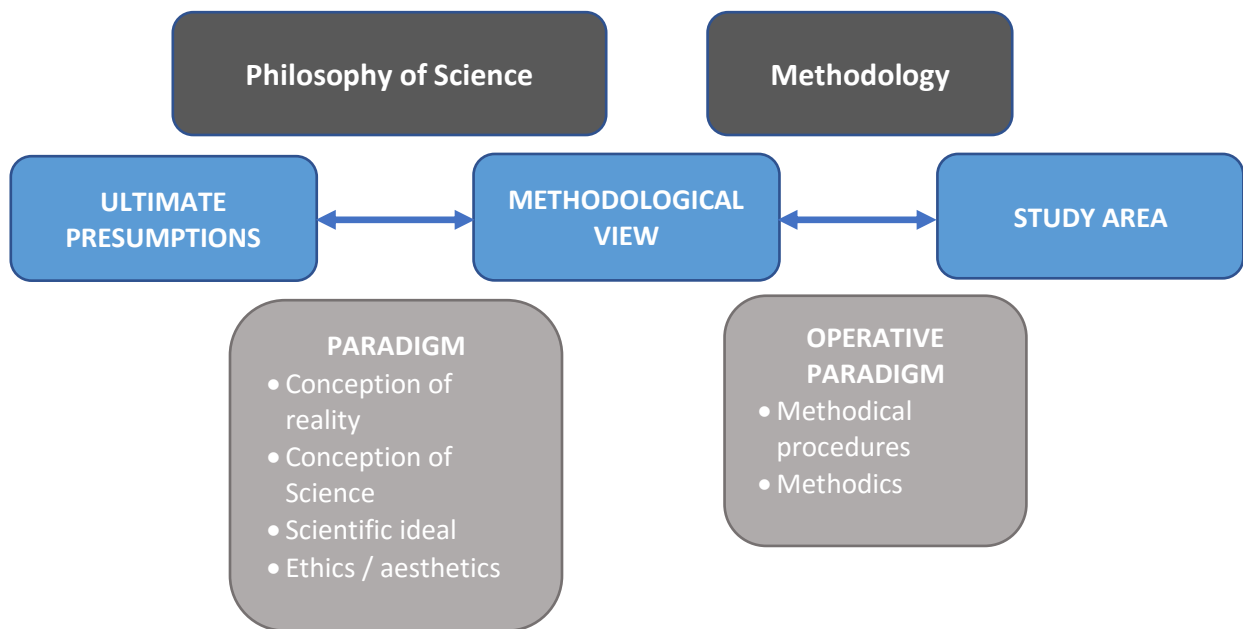 Philosophy of Science
Methodology
ULTIMATE
PRESUMPTIONS
METHODOLOGICAL
VIEW
STUDY AREA
PARADIGM
• Conception of
reality
• Conception of
Science
• Scientific ideal
• Ethics / aesthetics
OPERATIVE
PARADIGM
• Methodical
procedures
• Methodics